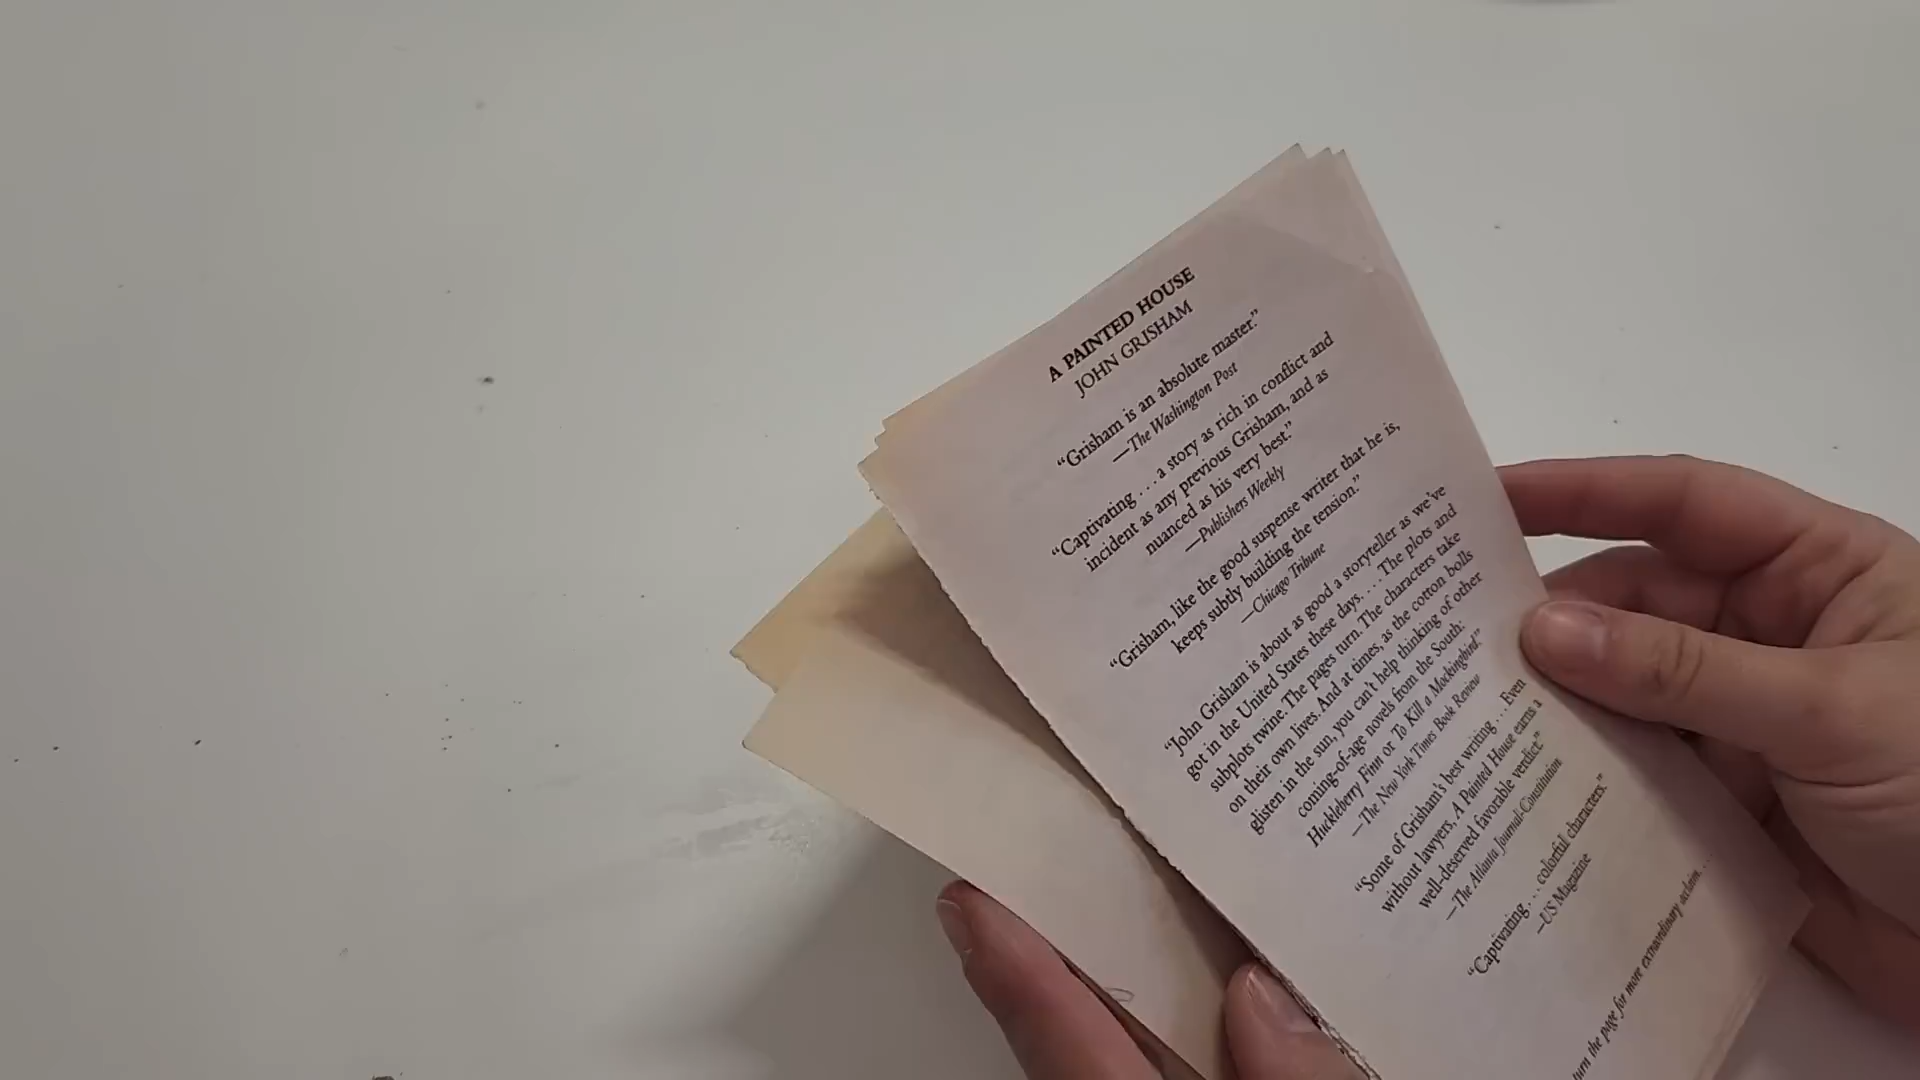 A PAINTED HOUSE
JOHN GRISHAM
“Grisham is an absolute master.”
—The Washington Post
“Captivating . . . a story as rich in conflict and
incident as any previous Grisham, and as
nuanced as his very best.”
—Publishers Weekly
“Grisham, like the good suspense writer that he is,
keeps subtly building the tension.”
—Chicago Tribune
“John Grisham is about as good a storyteller as we’ve
got in the United States these days. . . . The plots and
subplots twine. The pages turn. The characters take
on their own lives. And at times, as the cotton bolls
glisten in the sun, you can’t help thinking of other
coming-of-age novels from the South:
Huckleberry Finn or To Kill a Mockingbird.”
—The New York Times Book Review
“Some of Grisham’s best writing . . . Even
without lawyers, A Painted House earns a
well-deserved favorable verdict.”
—The Atlanta Journal-Constitution
“Captivating . . . colorful characters.”
—US Magazine
the page for more extraordinary acclaim. . .